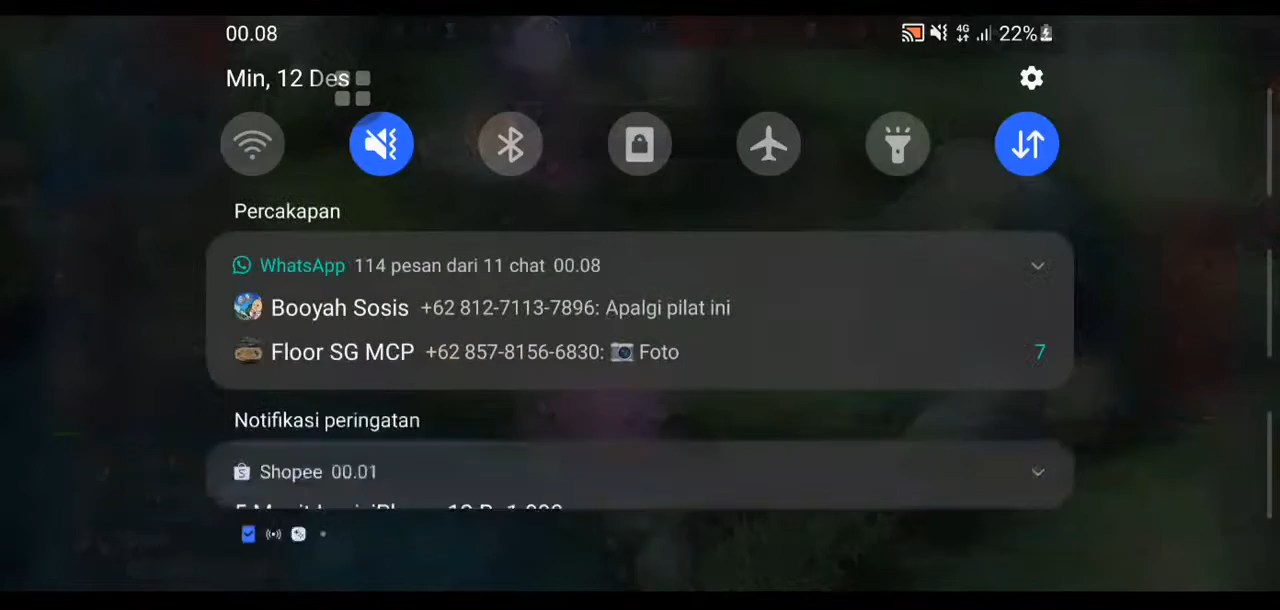 00.08
4G 22%
Min, 12 Des
Percakapan
WhatsApp 114 pesan dari 11 chat 00.08
Booyah Sosis +62 812-7113-7896: Apalgi pilat ini
Floor SG MCP +62 857-8156-6830: Foto
7
Notifikasi peringatan
Shopee 00.01